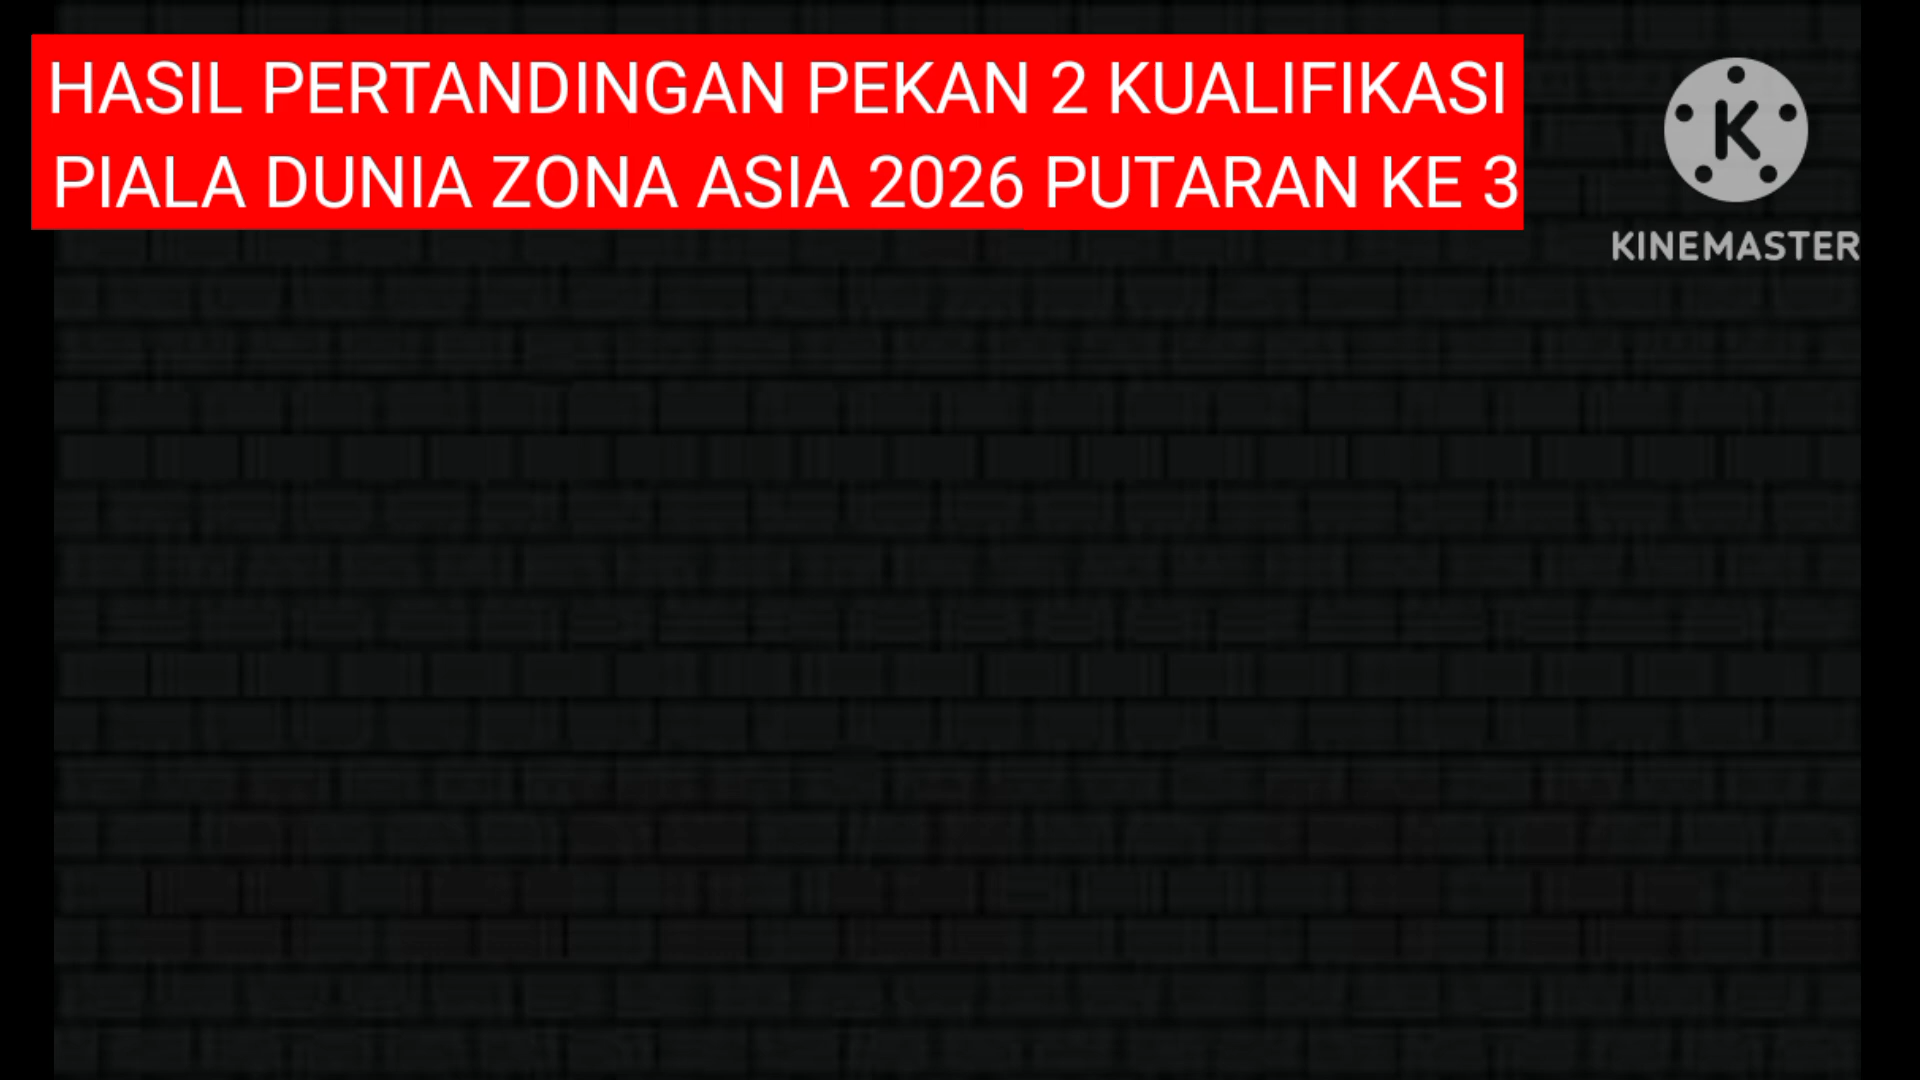 HASIL PERTANDINGAN PEKAN 2 KUALIFIKASI
PIALA DUNIA ZONA ASIA 2026 PUTARAN KE 3
K
KINEMASTER